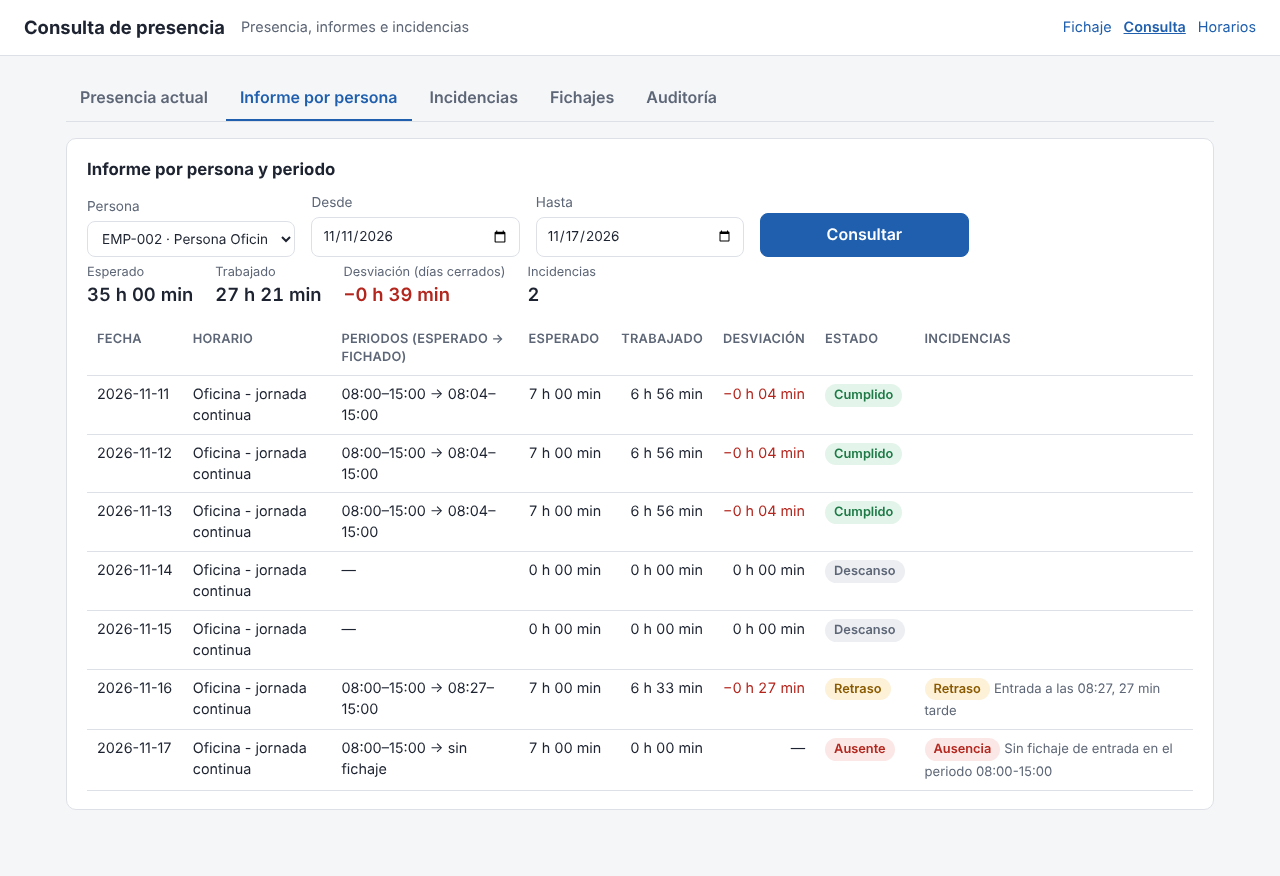 Consulta de presencia Presencia, informes e incidencias Fichaje Consulta Horarios
Presencia actual Informe por persona Incidencias Fichajes Auditoría
Informe por persona y periodo
Persona Desde Hasta
EMP-002 · Persona Oficin 11/11/2026 11/17/2026 Consultar
Esperado Trabajado Desviación (días cerrados) Incidencias
35 h 00 min 27 h 21 min −0 h 39 min 2
FECHA HORARIO PERIODOS (ESPERADO → ESPERADO TRABAJADO DESVIACIÓN ESTADO INCIDENCIAS
FICHADO)
2026-11-11 Oficina - jornada 08:00–15:00 → 08:04– 7 h 00 min 6 h 56 min −0 h 04 min Cumplido
continua 15:00
2026-11-12 Oficina - jornada 08:00–15:00 → 08:04– 7 h 00 min 6 h 56 min −0 h 04 min Cumplido
continua 15:00
2026-11-13 Oficina - jornada 08:00–15:00 → 08:04– 7 h 00 min 6 h 56 min −0 h 04 min Cumplido
continua 15:00
2026-11-14 Oficina - jornada — 0 h 00 min 0 h 00 min 0 h 00 min Descanso
continua
2026-11-15 Oficina - jornada — 0 h 00 min 0 h 00 min 0 h 00 min Descanso
continua
2026-11-16 Oficina - jornada 08:00–15:00 → 08:27– 7 h 00 min 6 h 33 min −0 h 27 min Retraso Retraso Entrada a las 08:27, 27 min
continua 15:00 tarde
2026-11-17 Oficina - jornada 08:00–15:00 → sin 7 h 00 min 0 h 00 min — Ausente Ausencia Sin fichaje de entrada en el
continua fichaje periodo 08:00-15:00